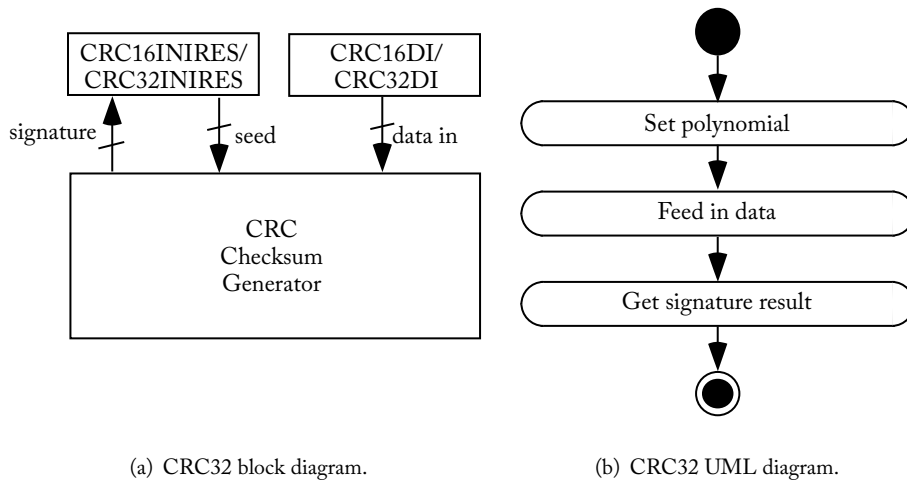 CRC16INIRES/
CRC32INIRES
CRC16DI/
CRC32DI
signature
seed
data in
CRC
Checksum
Generator
Set polynomial
Feed in data
Get signature result
(a) CRC32 block diagram.
(b) CRC32 UML diagram.